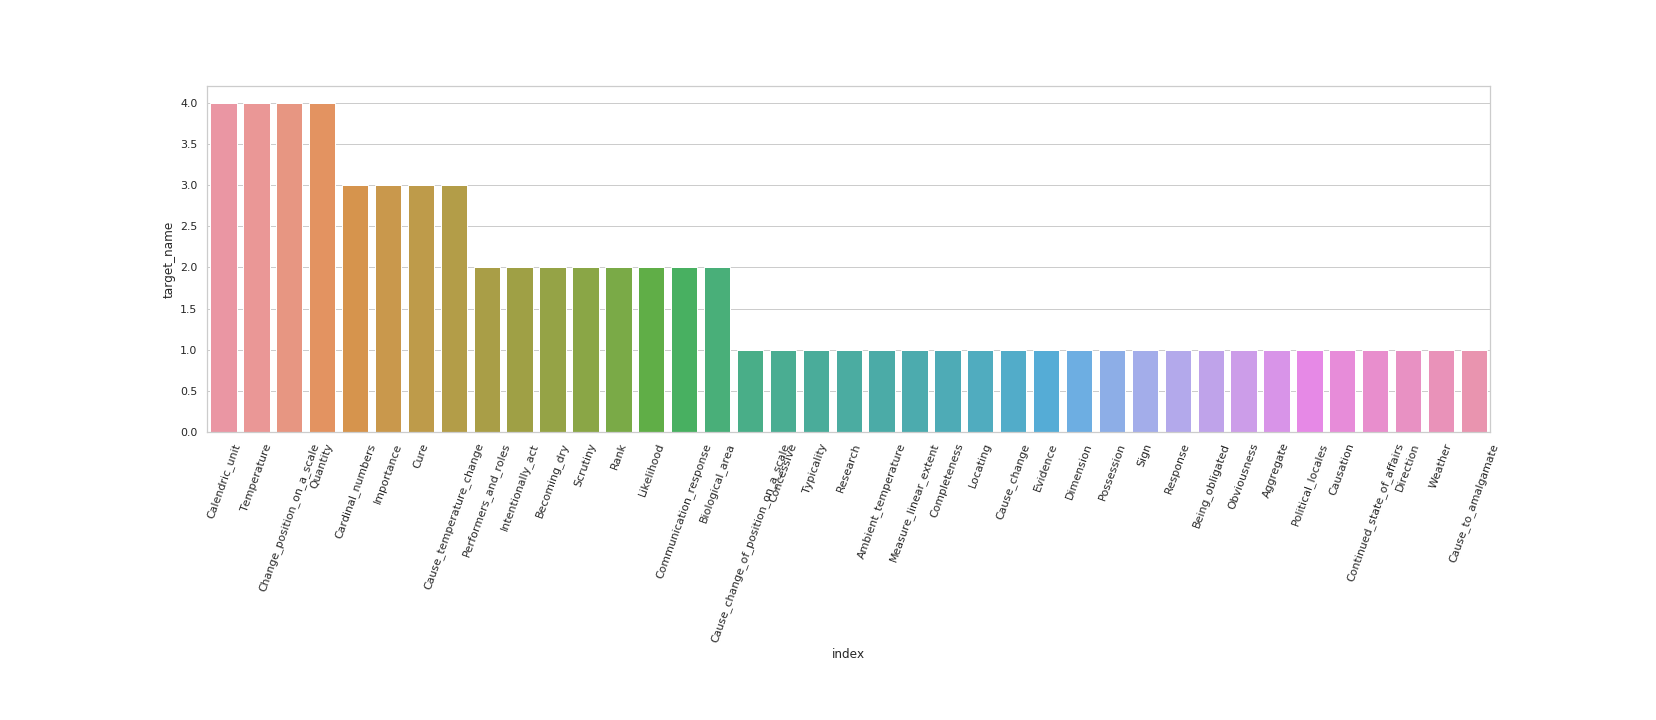 4.0
3.5
3.0
2.5
2.0
1.5
1.0
0.5
0.0
target_name
Calendric_unit
Temperature
Change_position_on_a_scale
Quantity
Cardinal_numbers
Importance
Cure
Cause_temperature_change
Performers_and_roles
Intentionally_act
Becoming_dry
Scrutiny
Rank
Likelihood
Communication_response
Biological_area
Cause_change_of_position_on_a_scale
Concessive
Typicality
Research
Ambient_temperature
Measure_linear_extent
Completeness
Locating
Cause_change
Evidence
Dimension
Possession
Sign
Response
Being_obligated
Obviousness
Aggregate
Political_locales
Causation
Continued_state_of_affairs
Direction
Weather
Cause_to_amalgamate
index